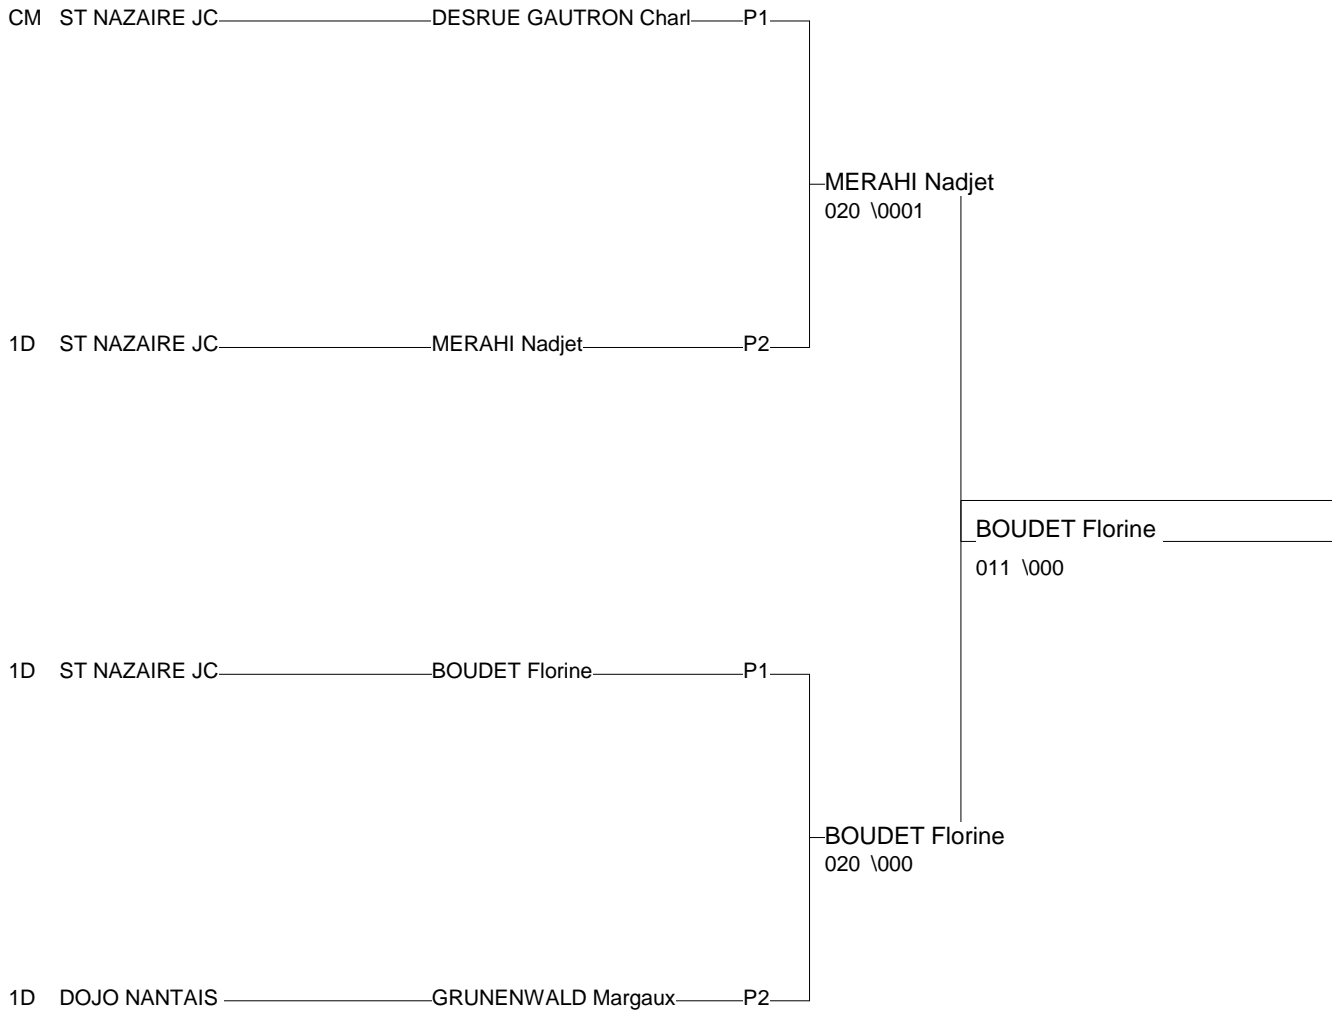 CM ST NAZAIRE JC DESRUE GAUTRON Charl P1
MERAHI Nadjet
020 \0001
1D ST NAZAIRE JC MERAHI Nadjet P2
BOUDET Florine
011 \000
1D ST NAZAIRE JC BOUDET Florine P1
BOUDET Florine
020 \000
1D DOJO NANTAIS GRUNENWALD Margaux P2